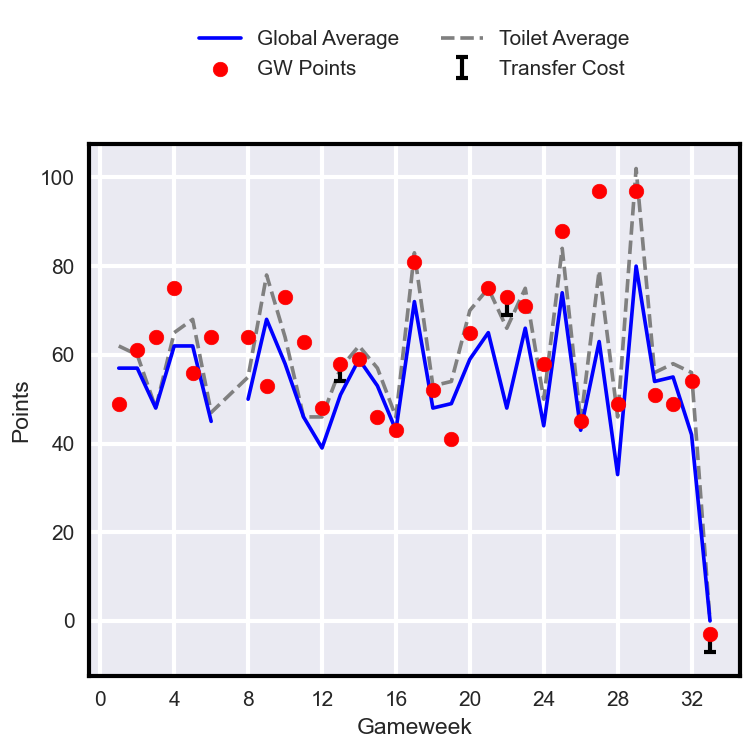 Global Average
Toilet Average
GW Points
Transfer Cost
100
80
60
40
20
0
Points
0 4 8 12 16 20 24 28 32
Gameweek